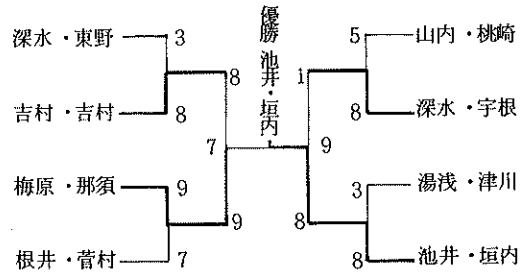 深水・東野 3
8
吉村・吉村 8
7
梅原・那須 9
9
根井・菅村 7
優勝 池井・垣内
5 山内・桃崎
1
8 深水・宇根
9
3 湯浅・津川
8
8 池井・垣内